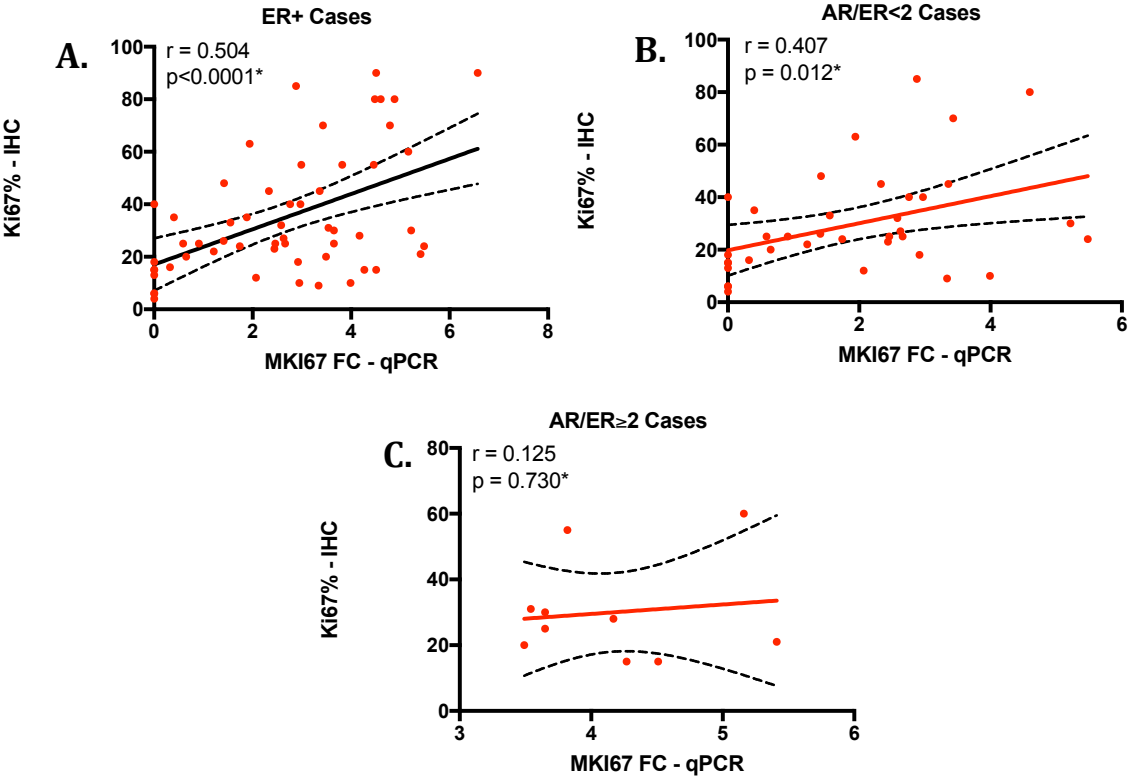 ER+ Cases
A.
r = 0.504
p<0.0001*
Ki67% - IHC
100
80
60
40
20
0
0 2 4 6 8
MKI67 FC - qPCR
AR/ER<2 Cases
B.
r = 0.407
p = 0.012*
Ki67% - IHC
100
80
60
40
20
0
0 2 4 6
MKI67 FC - qPCR
AR/ER≥2 Cases
C.
r = 0.125
p = 0.730*
Ki67% - IHC
80
60
40
20
0
3 4 5 6
MKI67 FC - qPCR